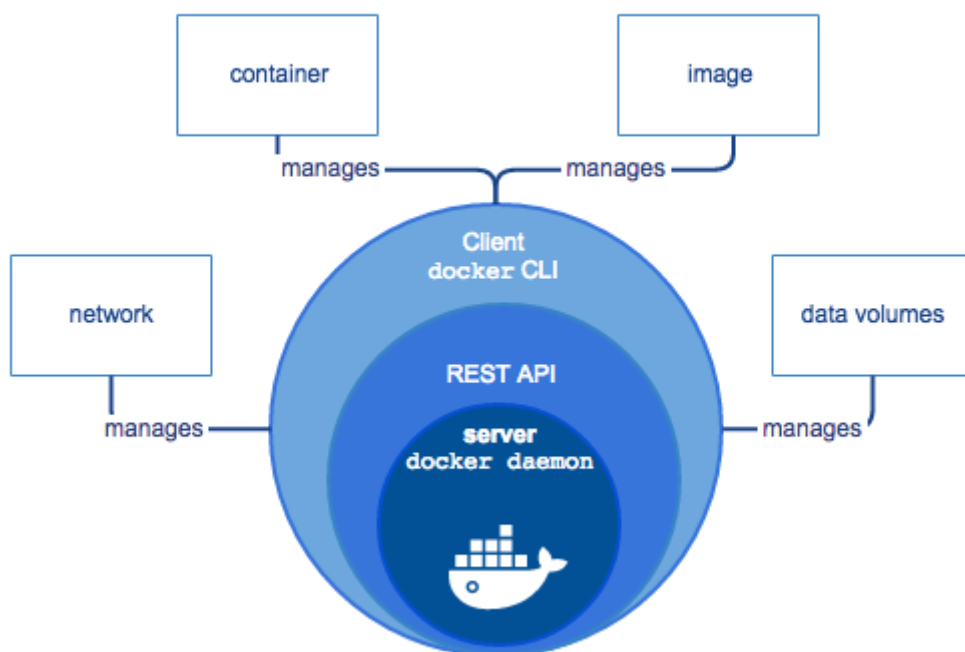 container
image
manages
manages
Client
docker CLI
network
data volumes
REST API
manages
manages
server
docker daemon